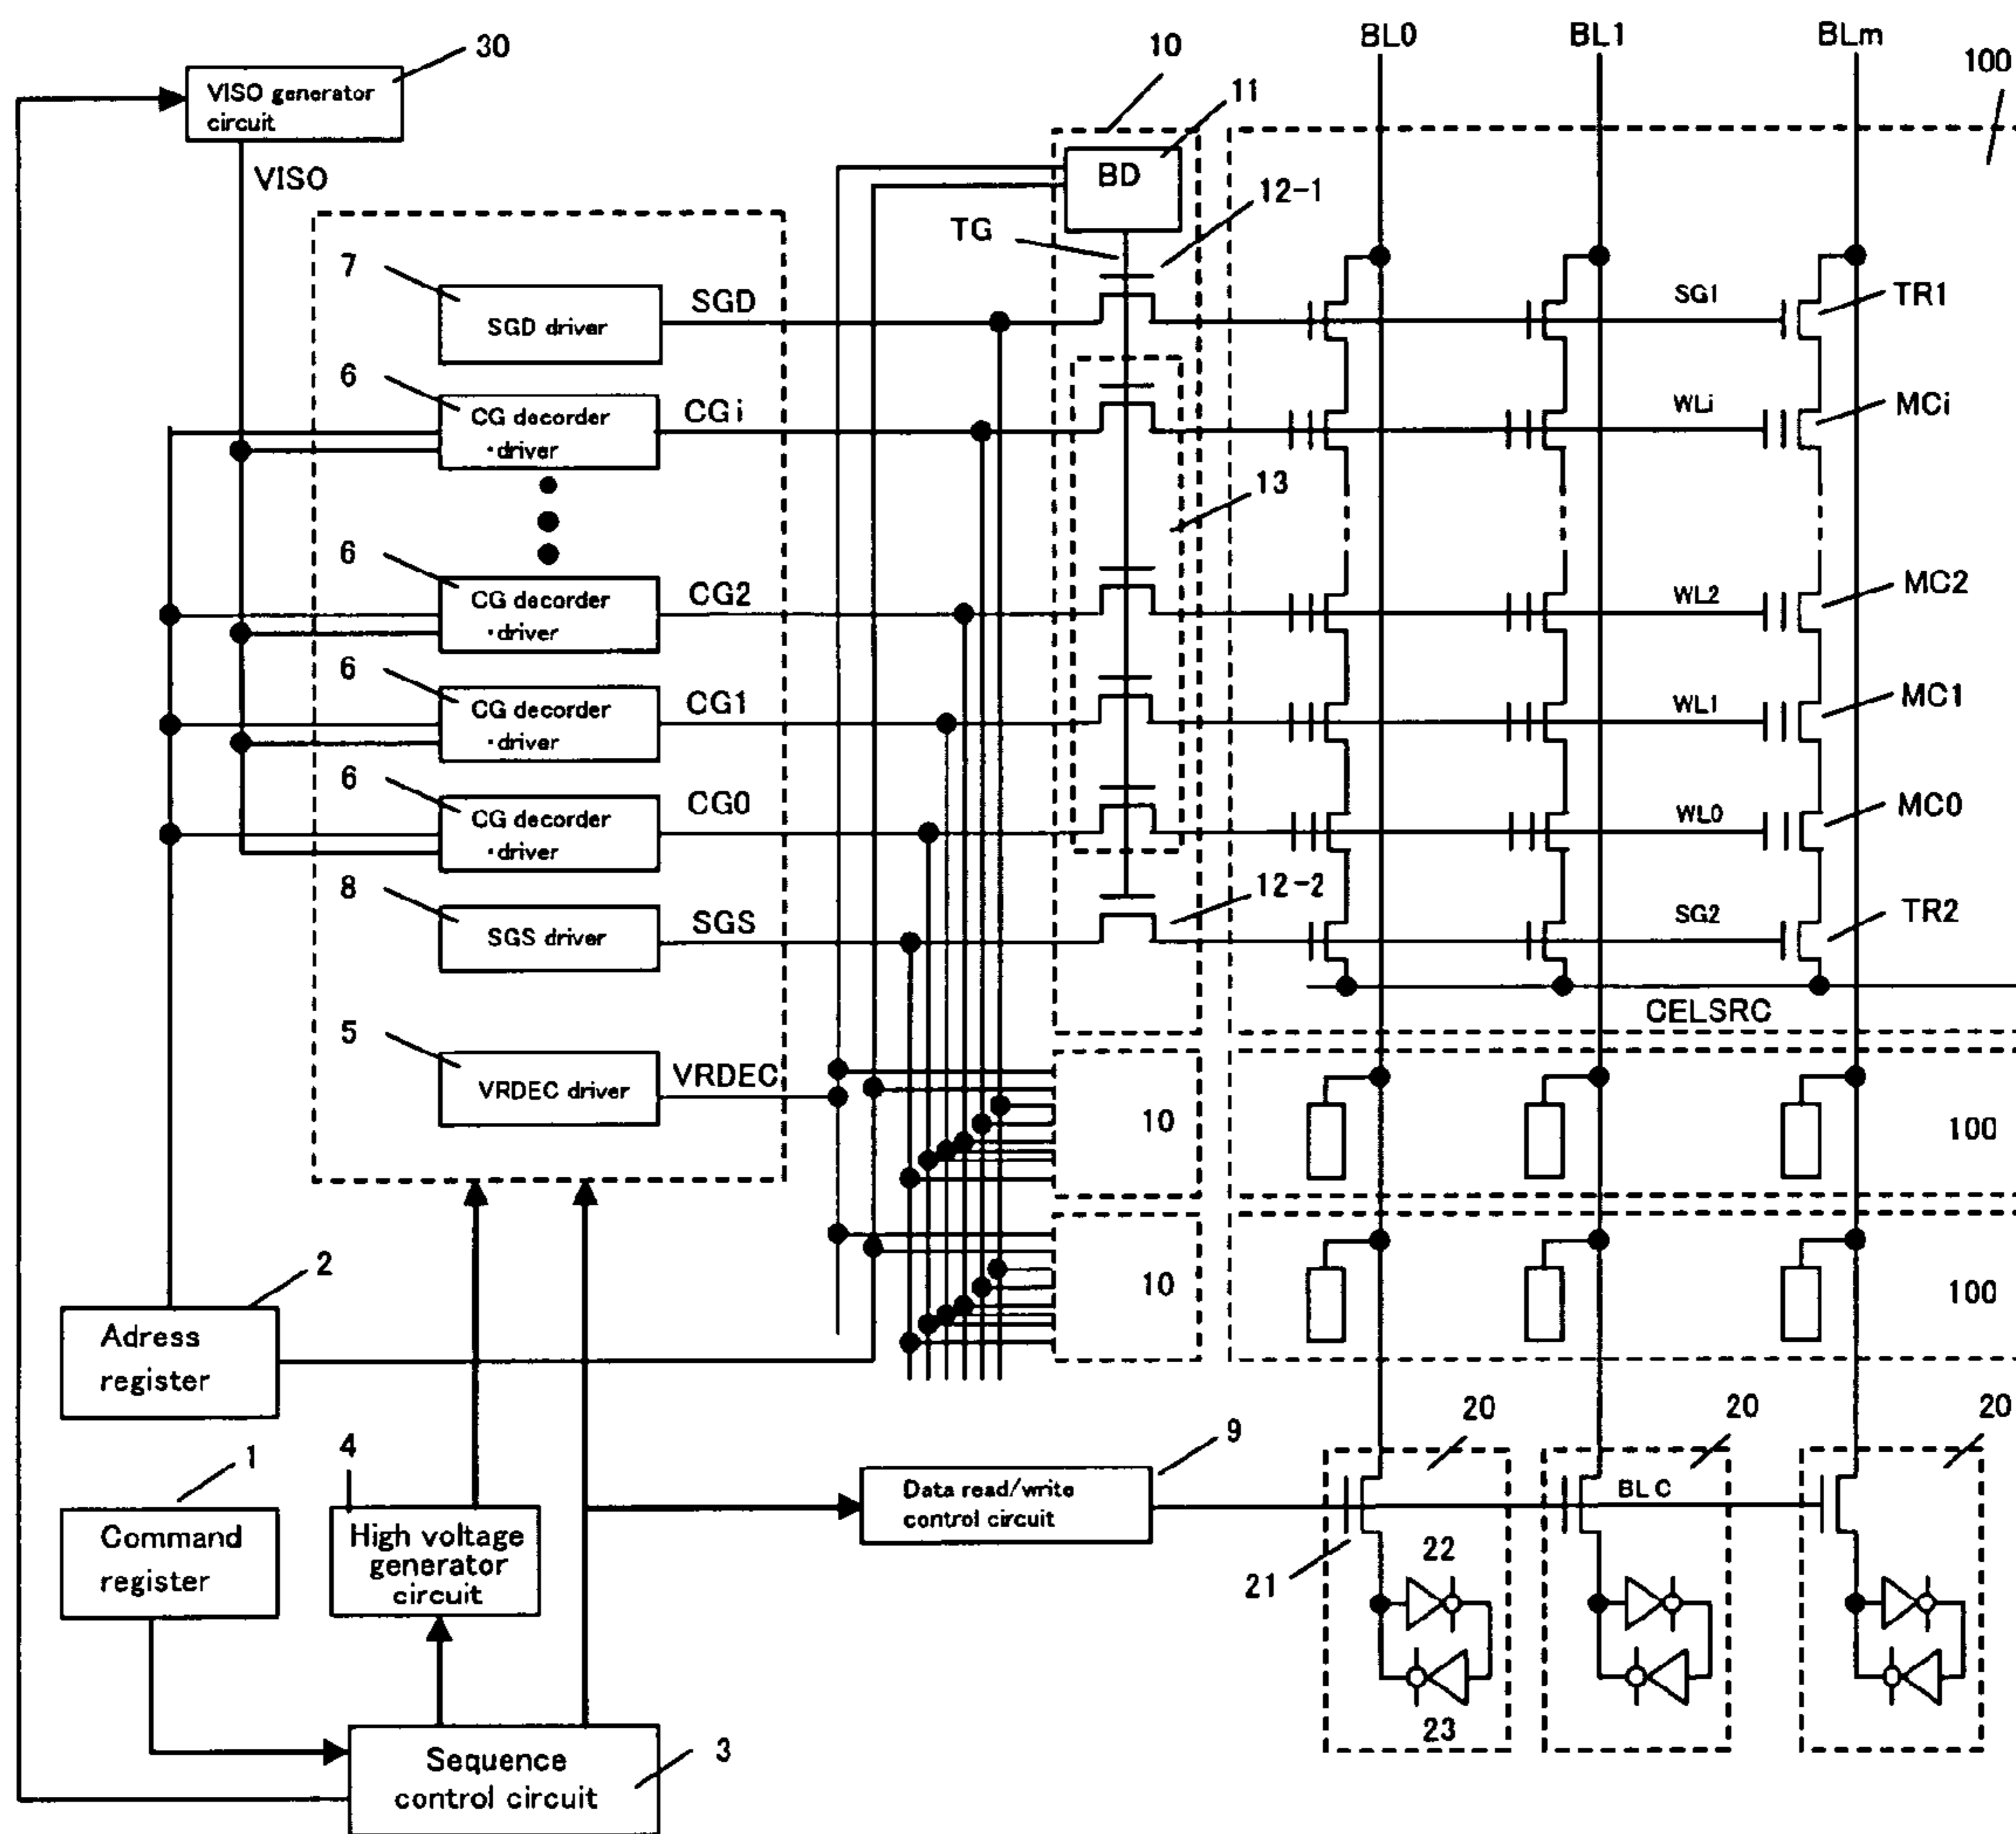 BL0
BL1
BLm
10
100
30
VISO generator
circuit
11
BD
12-1
VISO
TG
7
SGD driver
SGD
SG1
TR1
6
CG decorder
·driver
CGi
WLi
MCi
13
6
CG decorder
·driver
CG2
WL2
MC2
6
CG decorder
·driver
CG1
WL1
MC1
6
CG decorder
·driver
CG0
WL0
MC0
8
SGS driver
SGS
12-2
SG2
TR2
CELSRC
5
VRDEC driver
VRDEC
10
100
10
100
2
Adress
register
1
Command
register
4
High voltage
generator
circuit
9
Data read/write
control circuit
20
20
20
BLC
21
22
23
Sequence
control circuit
3